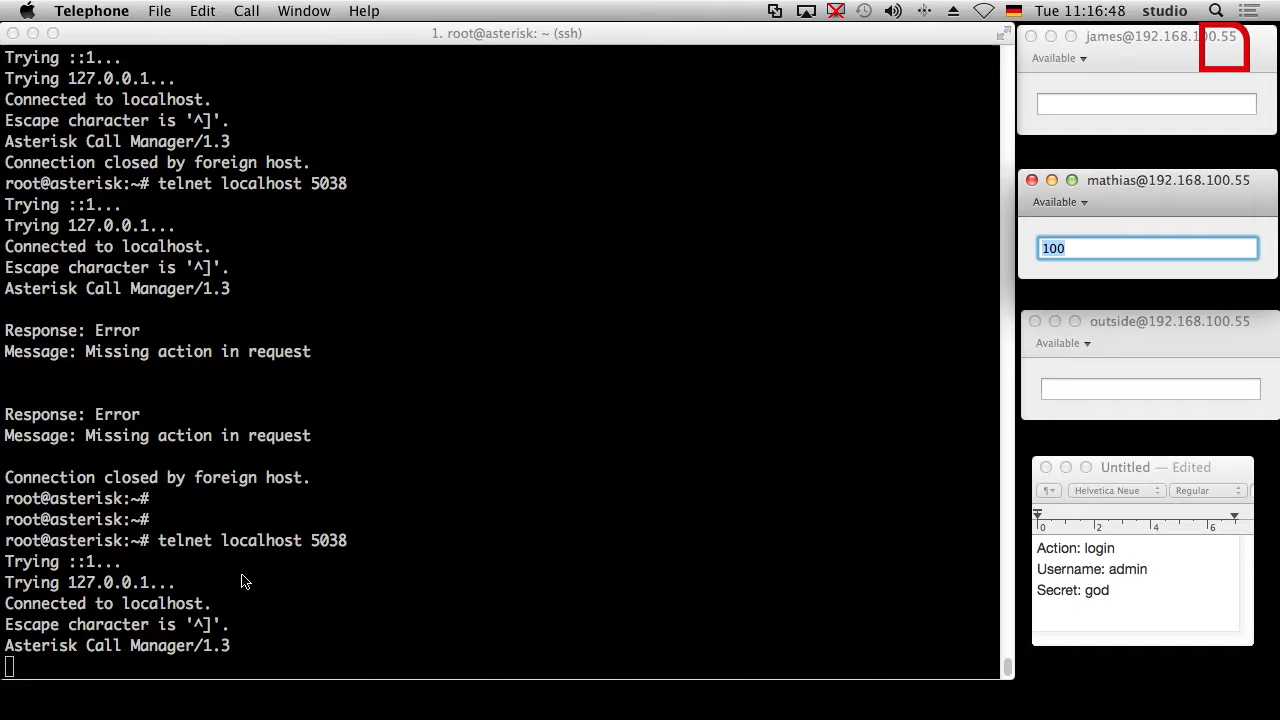 Telephone File Edit Call Window Help Tue 11:16:48 studio
1. root@asterisk: ~ (ssh)
Trying ::1...
Trying 127.0.0.1...
Connected to localhost.
Escape character is '^]'.
Asterisk Call Manager/1.3
Connection closed by foreign host.
root@asterisk:~# telnet localhost 5038
Trying ::1...
Trying 127.0.0.1...
Connected to localhost.
Escape character is '^]'.
Asterisk Call Manager/1.3
Response: Error
Message: Missing action in request
Response: Error
Message: Missing action in request
Connection closed by foreign host.
root@asterisk:~#
root@asterisk:~#
root@asterisk:~# telnet localhost 5038
Trying ::1...
Trying 127.0.0.1...
Connected to localhost.
Escape character is '^]'.
Asterisk Call Manager/1.3
james@192.168.100.55
Available
mathias@192.168.100.55
Available
100
outside@192.168.100.55
Available
Untitled — Edited
¶ Helvetica Neue Regular
0 2 4 6
Action: login
Username: admin
Secret: god